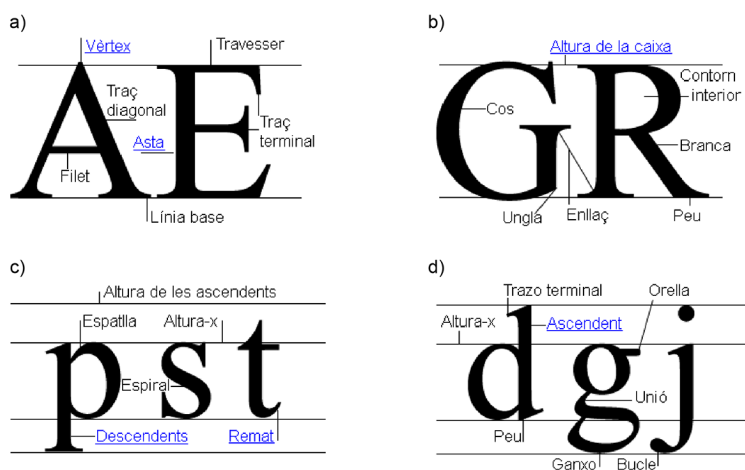 a)
Vèrtex
Travesser
Traç
diagonal
Traç
terminal
Asta
Filet
Línia base
AE
b)
Altura de la caixa
Contorn
interior
Cos
Branca
Ungla
Enllaç
Peu
GR
c)
Altura de les ascendents
Espatlla
Altura-x
Espiral
Descendents
Remat
pst
d)
Trazo terminal
Orella
Altura-x
Ascendent
Unió
Peu
Ganxo
Bucle
dgj